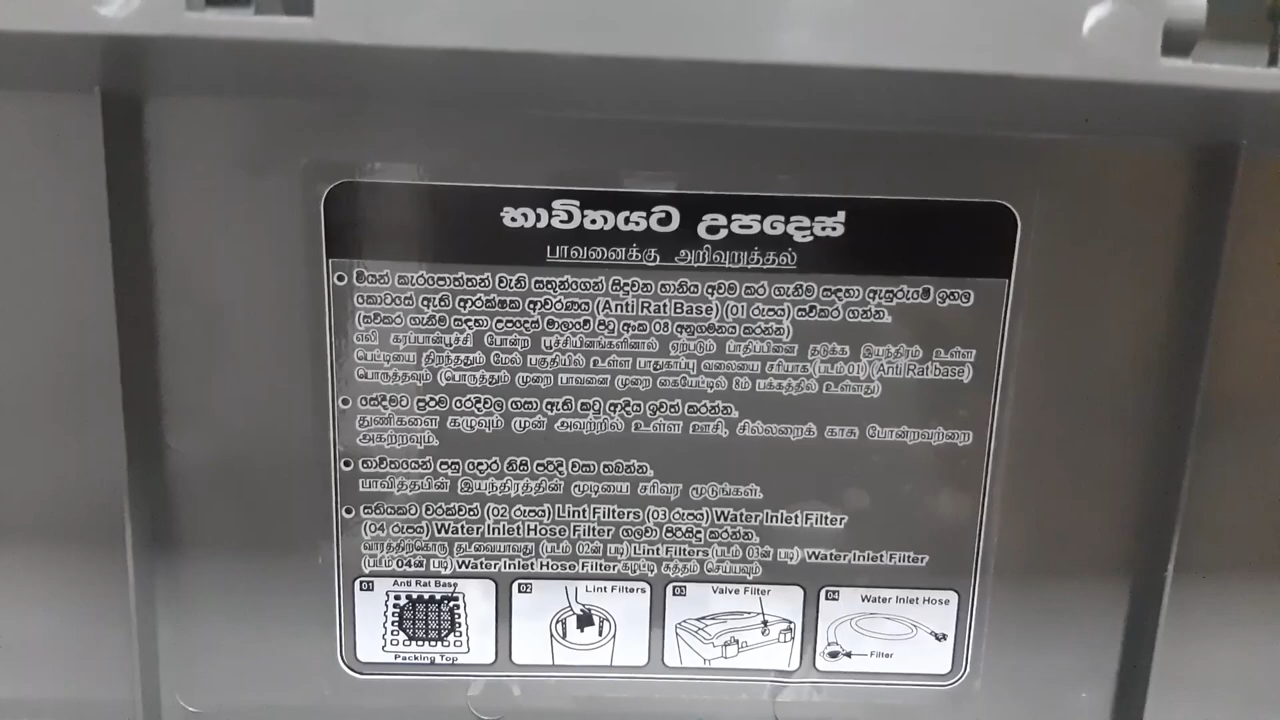 භාවිතයට උපදෙස්
பாவனைக்கு அறிவுறுத்தல்
මීයන් කැරපොත්තන් වැනි සතුන්ගෙන් සිදුවන හානිය අවම කර ගැනීම සඳහා ඇසුරුමේ ඉහල
කොටසේ ඇති ආරක්ෂක ආවරණය (Anti Rat Base) (01 රූපය) සවිකර ගන්න.
(සවිකර ගැනීම සඳහා උපදෙස් මාලාවේ පිටු අංක 08 අනුගමනය කරන්න)
எலி கரப்பான்பூச்சி போன்ற பூச்சியினங்களினால் ஏற்படும் பாதிப்பினை தடுக்க இயந்திரம் உள்ள
பெட்டியை திறந்ததும் மேல் பகுதியில் உள்ள பாதுகாப்பு வலையை சரியாக (படம் 01) (Anti Rat base)
பொருத்தவும் (பொருத்தும் முறை பாவனை முறை கையேட்டில் 8ம் பக்கத்தில் உள்ளது)
සේදීමට ප්‍රථම රෙදිවල ගසා ඇති කටු ආදිය ඉවත් කරන්න.
துணிகளை கழுவும் முன் அவற்றில் உள்ள ஊசி, சில்லறைக் காசு போன்றவற்றை
அகற்றவும்.
භාවිතයෙන් පසු දොර නිසි පරිදි වසා තබන්න.
பாவித்தபின் இயந்திரத்தின் மூடியை சரிவர மூடுங்கள்.
සතියකට වරක්වත් (02 රූපය) Lint Filters (03 රූපය) Water Inlet Filter
(04 රූපය) Water Inlet Hose Filter ගලවා පිරිසිදු කරන්න.
வாரத்திற்கொரு தடவையாவது (படம் 02ன் படி) Lint Filters (படம் 03ன் படி) Water Inlet Filter
(படம் 04ன் படி) Water Inlet Hose Filter கழட்டி சுத்தம் செய்யவும்
01 Anti Rat Base
Packing Top
02 Lint Filters
03 Valve Filter
04 Water Inlet Hose
Filter